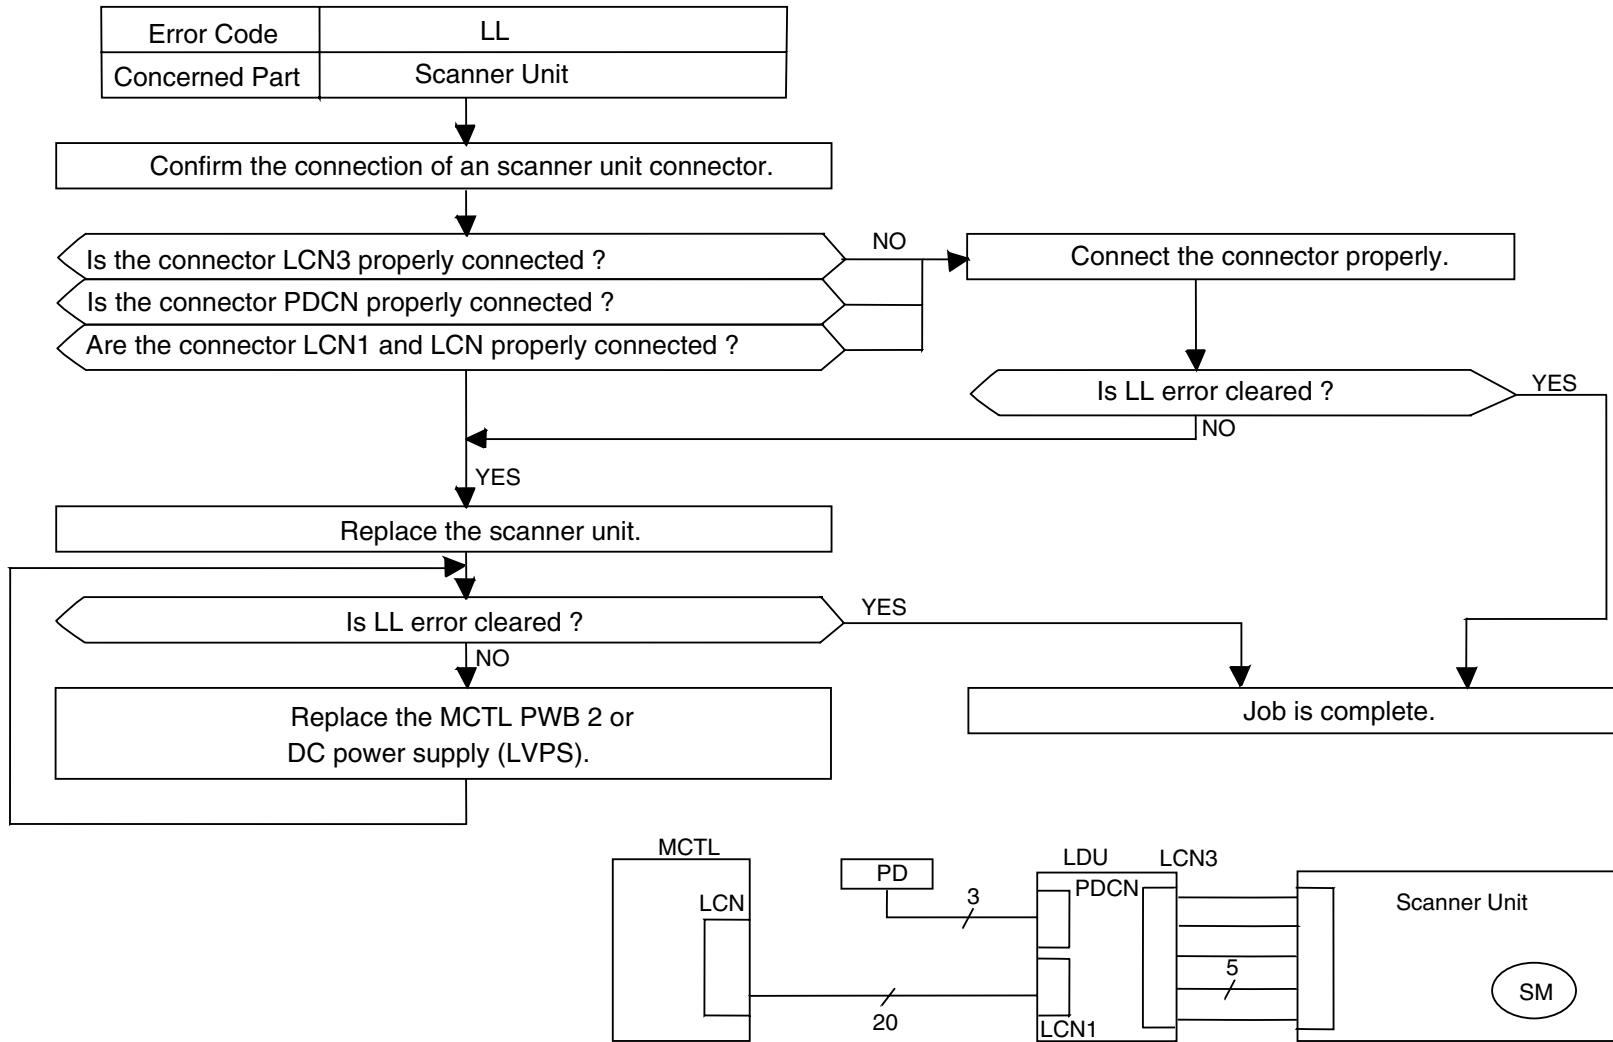 Error Code LL
Concerned Part Scanner Unit
Confirm the connection of an scanner unit connector.
Is the connector LCN3 properly connected ?
NO
Connect the connector properly.
Is the connector PDCN properly connected ?
Are the connector LCN1 and LCN properly connected ?
Is LL error cleared ?
YES
NO
YES
Replace the scanner unit.
Is LL error cleared ?
YES
NO
Replace the MCTL PWB 2 or
DC power supply (LVPS).
Job is complete.
MCTL
LCN
PD
3
20
LDU
PDCN
LCN1
LCN3
5
Scanner Unit
SM